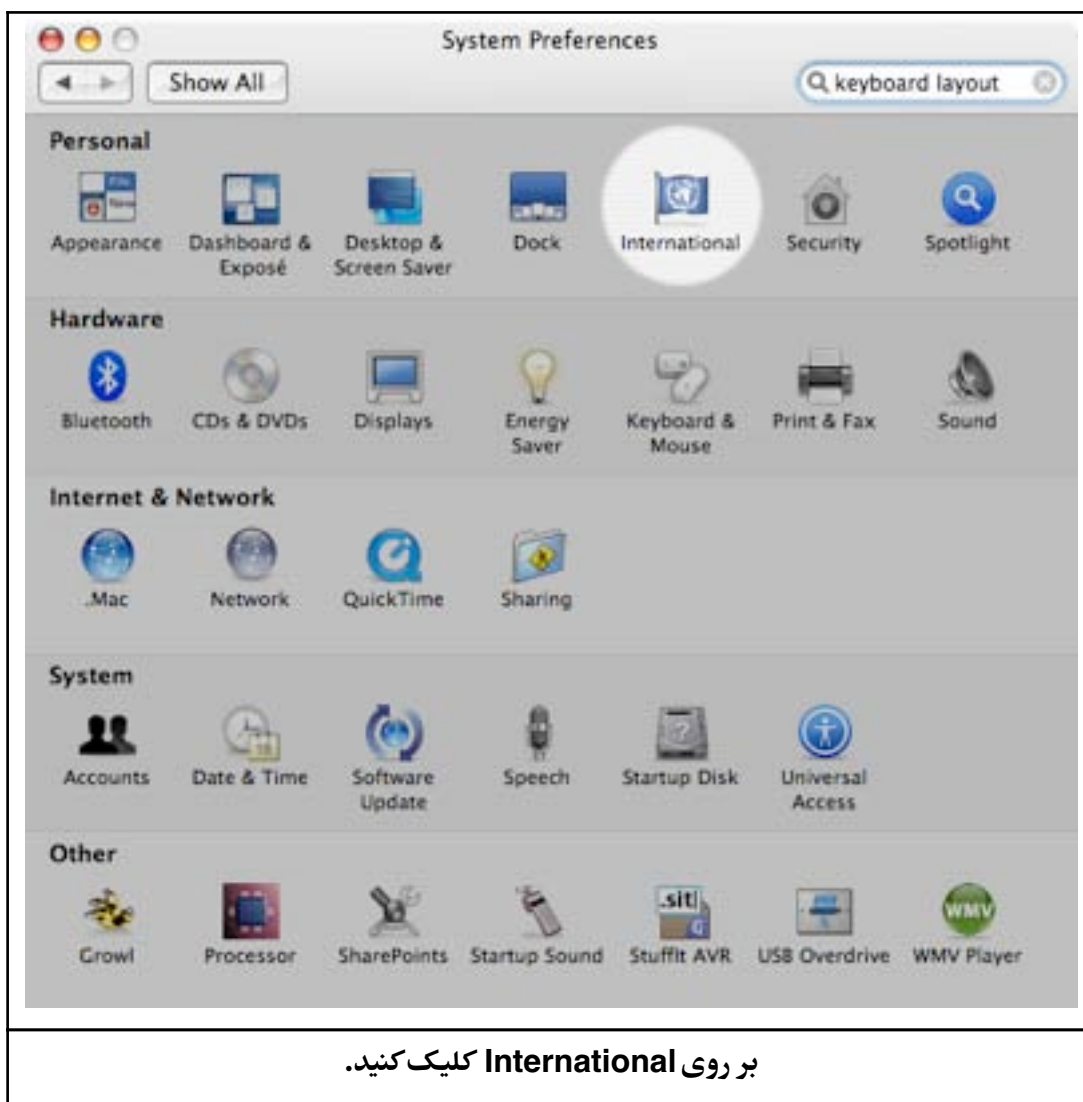 System Preferences
Show All
keyboard layout
Personal
Appearance
Dashboard &
Exposé
Desktop &
Screen Saver
Dock
International
Security
Spotlight
Hardware
Bluetooth
CDs & DVDs
Displays
Energy
Saver
Keyboard &
Mouse
Print & Fax
Sound
Internet & Network
.Mac
Network
QuickTime
Sharing
System
Accounts
Date & Time
Software
Update
Speech
Startup Disk
Universal
Access
Other
Growl
Processor
SharePoints
Startup Sound
.sit
StuffIt AVR
USB Overdrive
WMV
WMV Player
بر روی International کلیک کنید.